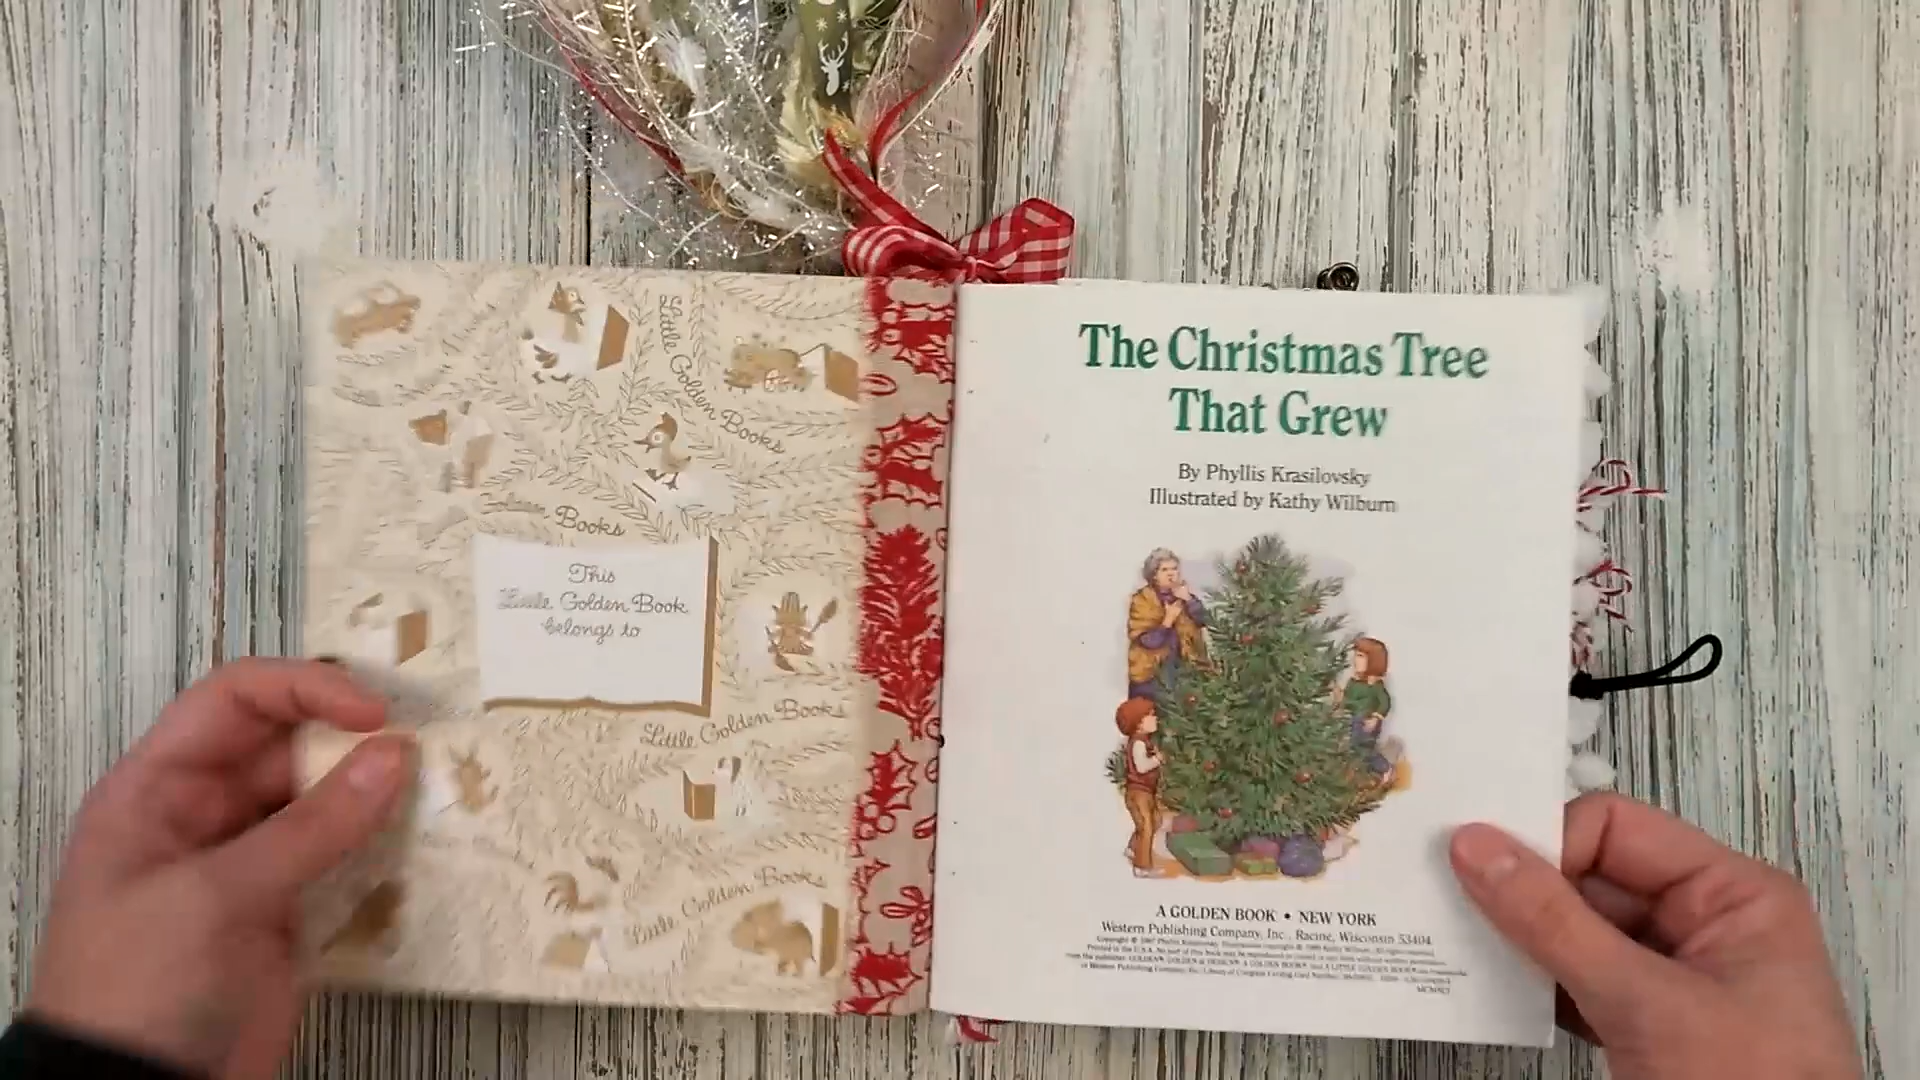 Little Golden Books
Golden Books
This
Little Golden Book
belongs to
Little Golden Books
Little Golden Books
The Christmas Tree
That Grew
By Phyllis Krasilovsky
Illustrated by Kathy Wilburn
A GOLDEN BOOK • NEW YORK
Western Publishing Company, Inc., Racine, Wisconsin 53404